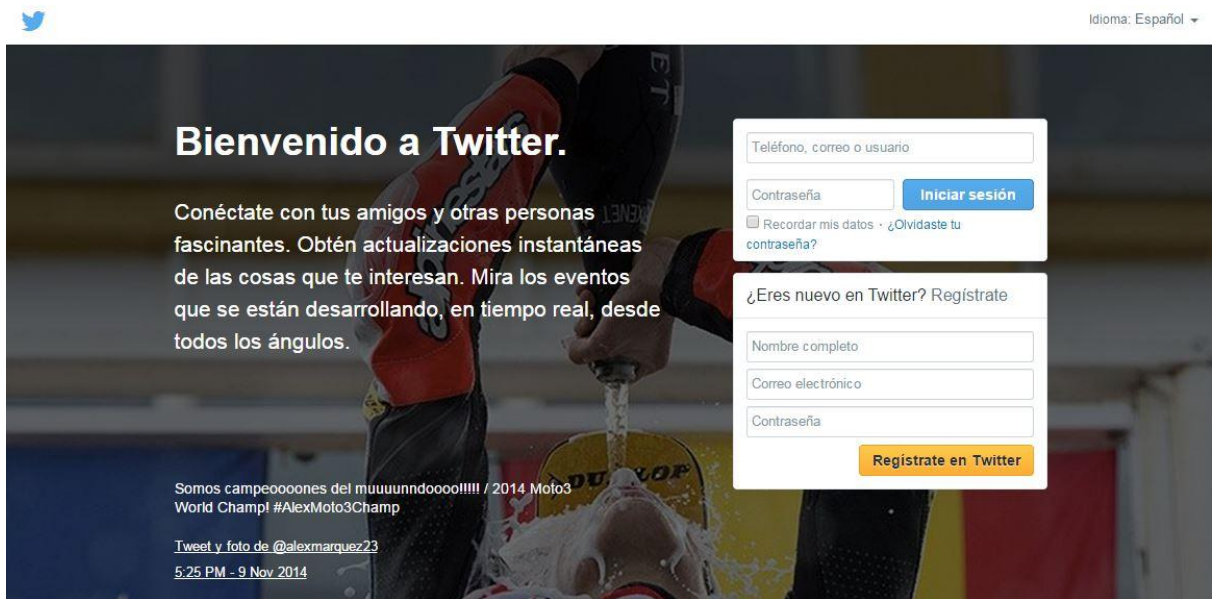 Idioma: Español
Bienvenido a Twitter.
Conéctate con tus amigos y otras personas
fascinantes. Obtén actualizaciones instantáneas
de las cosas que te interesan. Mira los eventos
que se están desarrollando, en tiempo real, desde
todos los ángulos.
Somos campeoooones del muuuunndoooo!!!!! / 2014 Moto3
World Champ! #AlexMoto3Champ
Tweet y foto de @alexmarquez23
5:25 PM - 9 Nov 2014
Teléfono, correo o usuario
Contraseña
Iniciar sesión
Recordar mis datos · ¿Olvidaste tu
contraseña?
¿Eres nuevo en Twitter? Regístrate
Nombre completo
Correo electrónico
Contraseña
Regístrate en Twitter
DUNLOP